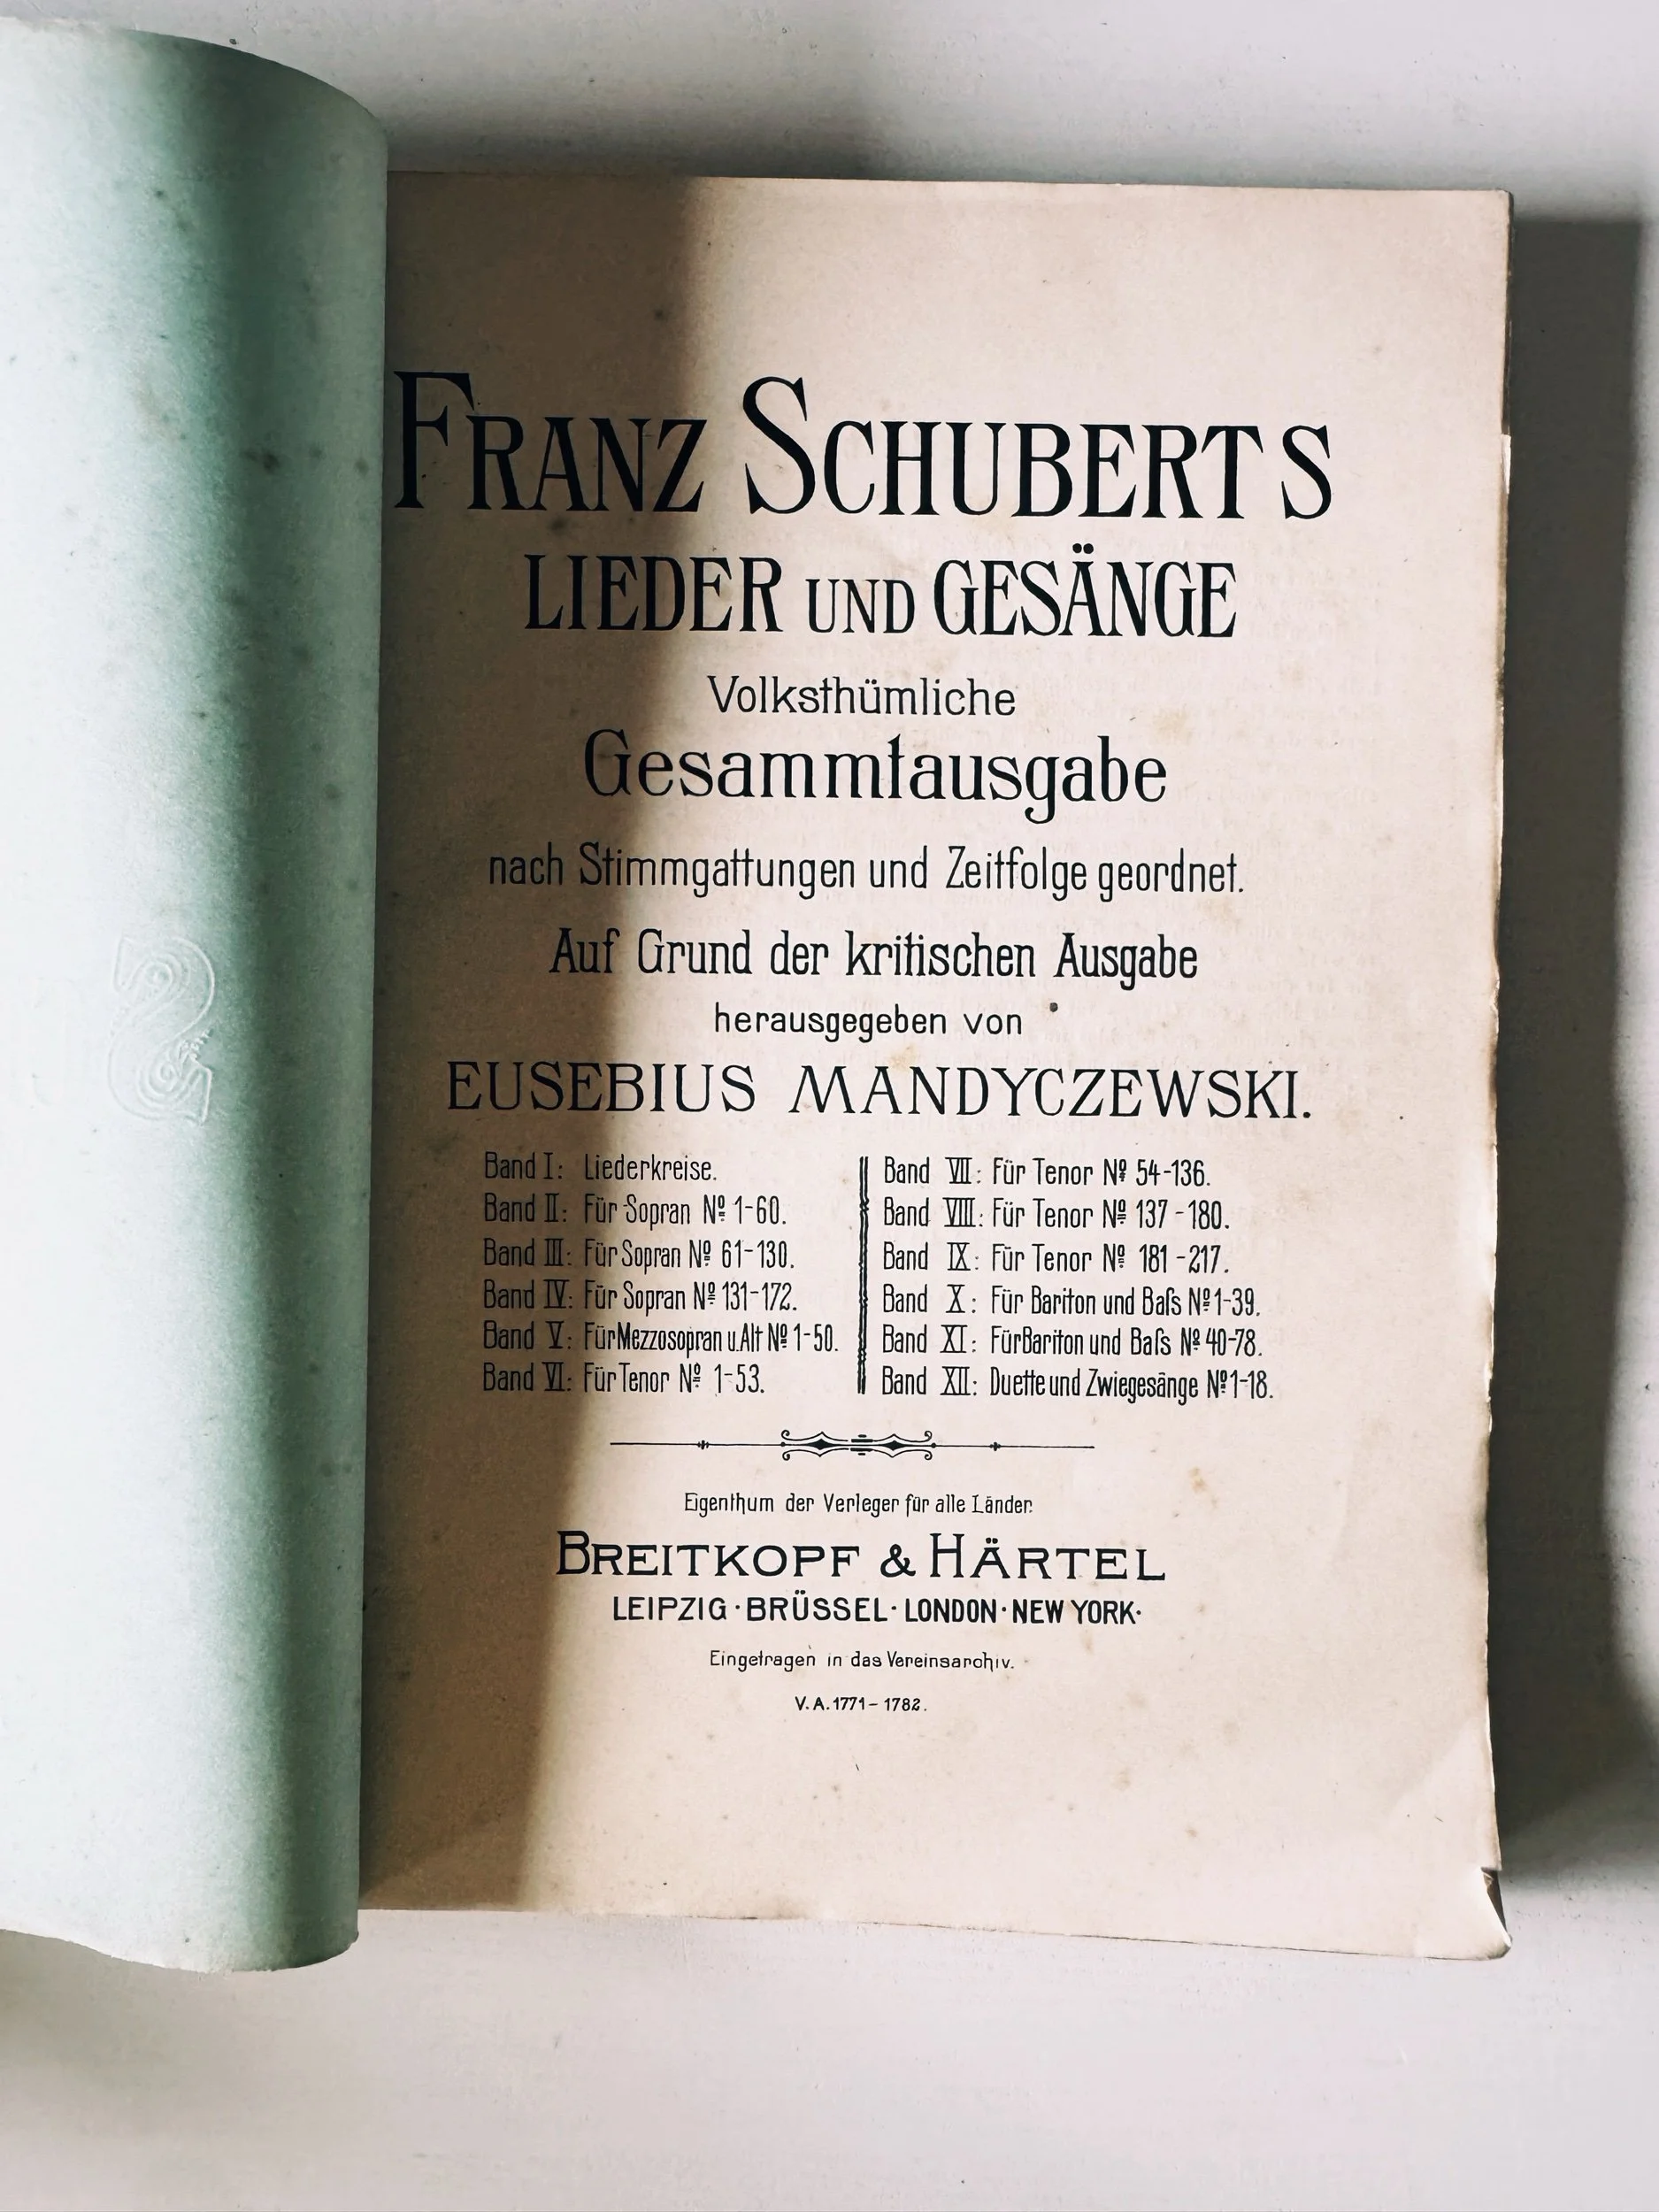 FRANZ SCHUBERTS
LIEDER UND GESÄNGE
Volksthümliche
Gesammtausgabe
nach Stimmgattungen und Zeitfolge geordnet.
Auf Grund der kritischen Ausgabe
herausgegeben von
EUSEBIUS MANDYCZEWSKI.
Band I: Liederkreise.
Band II: Für Sopran Nº 1-60.
Band III: Für Sopran Nº 61-130.
Band IV: Für Sopran Nº 131-172.
Band V: Für Mezzosopran u. Alt Nº 1-50.
Band VI: Für Tenor Nº 1-53.
Band VII: Für Tenor Nº 54-136.
Band VIII: Für Tenor Nº 137-180.
Band IX: Für Tenor Nº 181-217.
Band X: Für Bariton und Baſs Nº 1-39.
Band XI: Für Bariton und Baſs Nº 40-78.
Band XII: Duette und Zwiegesänge Nº 1-18.
Eigenthum der Verleger für alle Länder.
BREITKOPF & HÄRTEL
LEIPZIG · BRÜSSEL · LONDON · NEW YORK ·
Eingetragen in das Vereinsarchiv.
V. A. 1771-1782.